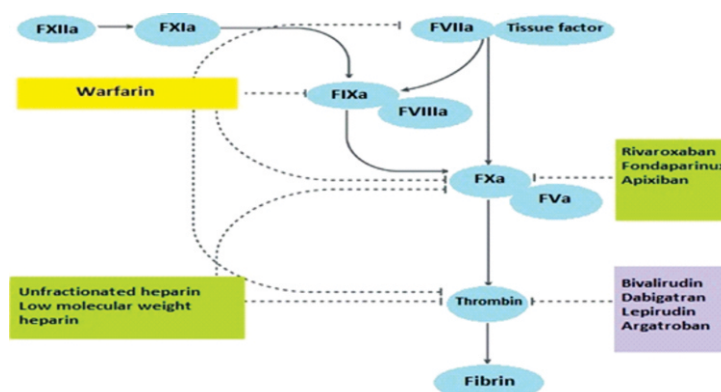 FXIIa
FXIa
FVIIa
Tissue factor
Warfarin
FIXa
FVIIIa
Rivaroxaban
Fondaparinux
Apixiban
FXa
FVa
Unfractionated heparin
Low molecular weight
heparin
Thrombin
Bivalirudin
Dabigatran
Lepirudin
Argatroban
Fibrin